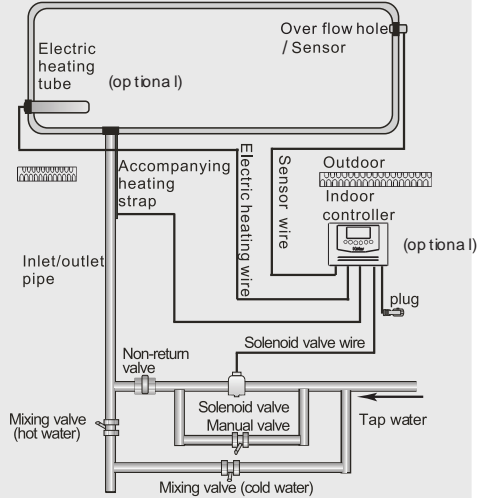 Over flow hole
/ Sensor
Electric
heating
tube
(optional)
Accompanying
heating
strap
Electric heating wire
Sensor wire
Outdoor
Indoor
controller
(optional)
Inlet/outlet
pipe
plug
Solenoid valve wire
Non-return
valve
Solenoid valve
Manual valve
Tap water
Mixing valve
(hot water)
Mixing valve (cold water)